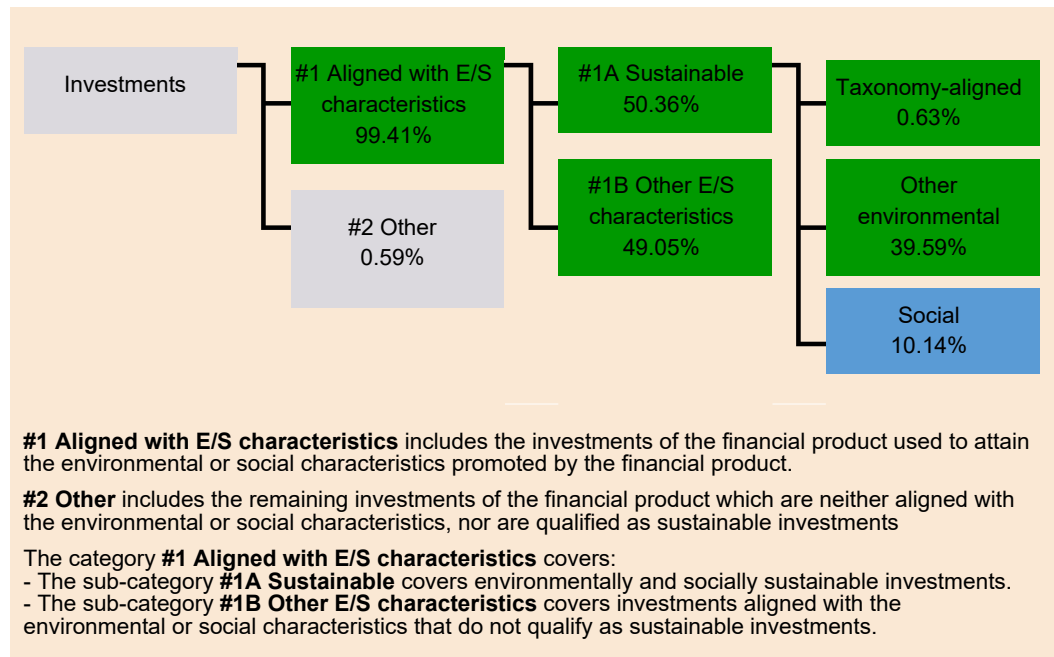 Investments
#1 Aligned with E/S
characteristics
99.41%
#2 Other
0.59%
#1A Sustainable
50.36%
#1B Other E/S
characteristics
49.05%
Taxonomy-aligned
0.63%
Other
environmental
39.59%
Social
10.14%
#1 Aligned with E/S characteristics includes the investments of the financial product used to attain
the environmental or social characteristics promoted by the financial product.
#2 Other includes the remaining investments of the financial product which are neither aligned with
the environmental or social characteristics, nor are qualified as sustainable investments
The category #1 Aligned with E/S characteristics covers:
- The sub-category #1A Sustainable covers environmentally and socially sustainable investments.
- The sub-category #1B Other E/S characteristics covers investments aligned with the
environmental or social characteristics that do not qualify as sustainable investments.